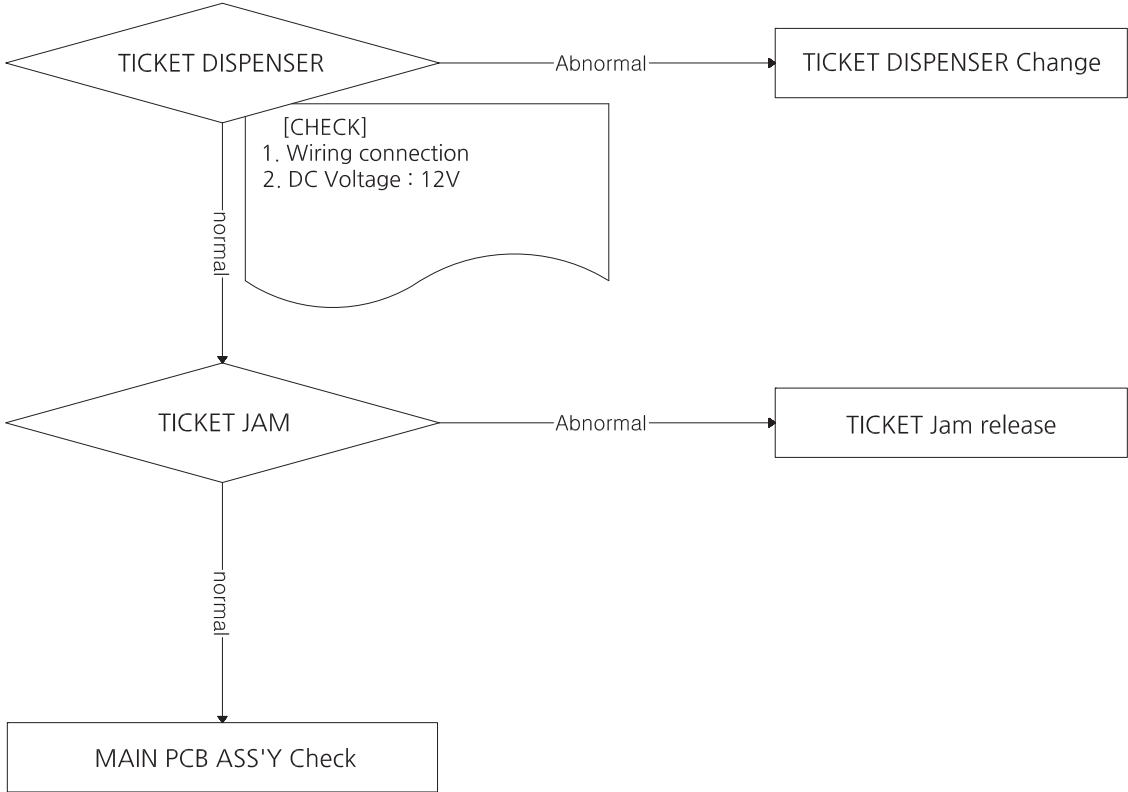 TICKET DISPENSER
Abnormal
TICKET DISPENSER Change
[CHECK]
1. Wiring connection
2. DC Voltage : 12V
normal
TICKET JAM
Abnormal
TICKET Jam release
normal
MAIN PCB ASS'Y Check